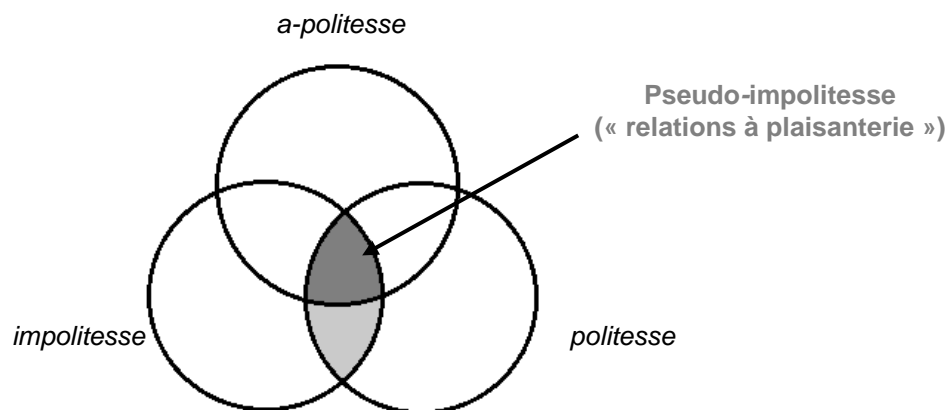 a-politesse
Pseudo-impolitesse
(« relations à plaisanterie »)
impolitesse
politesse